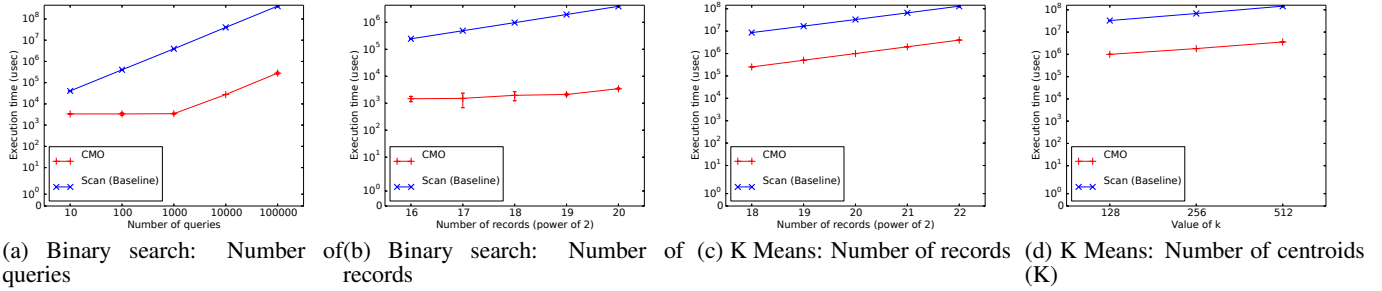 Execution time (usec)
10^8
10^7
10^6
10^5
10^4
10^3
10^2
10^1
10^0
0
CMO
Scan (Baseline)
10 100 1000 10000 100000
Number of queries
(a) Binary search: Number of
queries
Execution time (usec)
10^6
10^5
10^4
10^3
10^2
10^1
10^0
0
CMO
Scan (Baseline)
16 17 18 19 20
Number of records (power of 2)
(b) Binary search: Number of
records
Execution time (usec)
10^8
10^7
10^6
10^5
10^4
10^3
10^2
10^1
10^0
0
CMO
Scan (Baseline)
18 19 20 21 22
Number of records (power of 2)
(c) K Means: Number of records
Execution time (usec)
10^8
10^7
10^6
10^5
10^4
10^3
10^2
10^1
10^0
0
CMO
Scan (Baseline)
128 256 512
Value of k
(d) K Means: Number of centroids
(K)